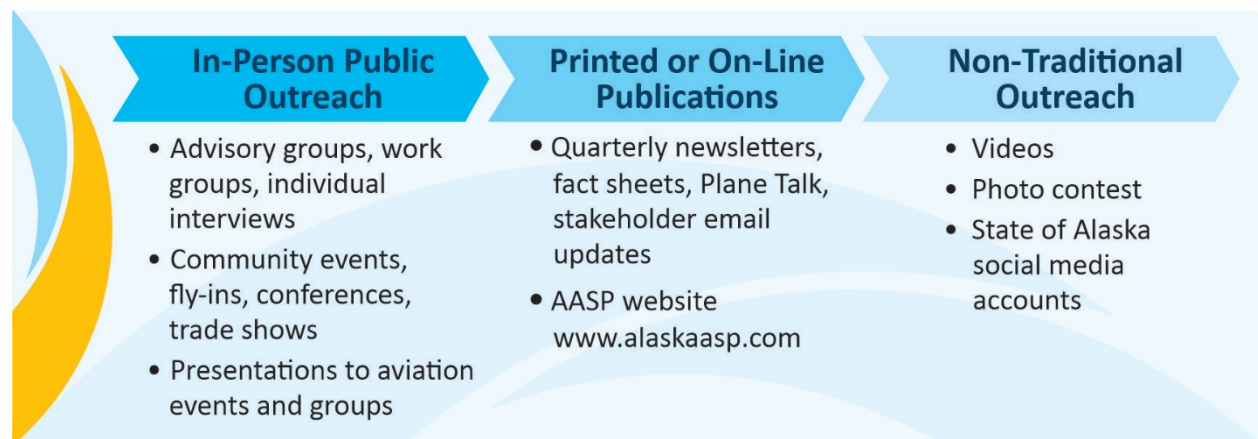 In-Person Public
Outreach
• Advisory groups, work
groups, individual
interviews
• Community events,
fly-ins, conferences,
trade shows
• Presentations to aviation
events and groups
Printed or On-Line
Publications
• Quarterly newsletters,
fact sheets, Plane Talk,
stakeholder email
updates
• AASP website
www.alaskaasp.com
Non-Traditional
Outreach
• Videos
• Photo contest
• State of Alaska
social media
accounts